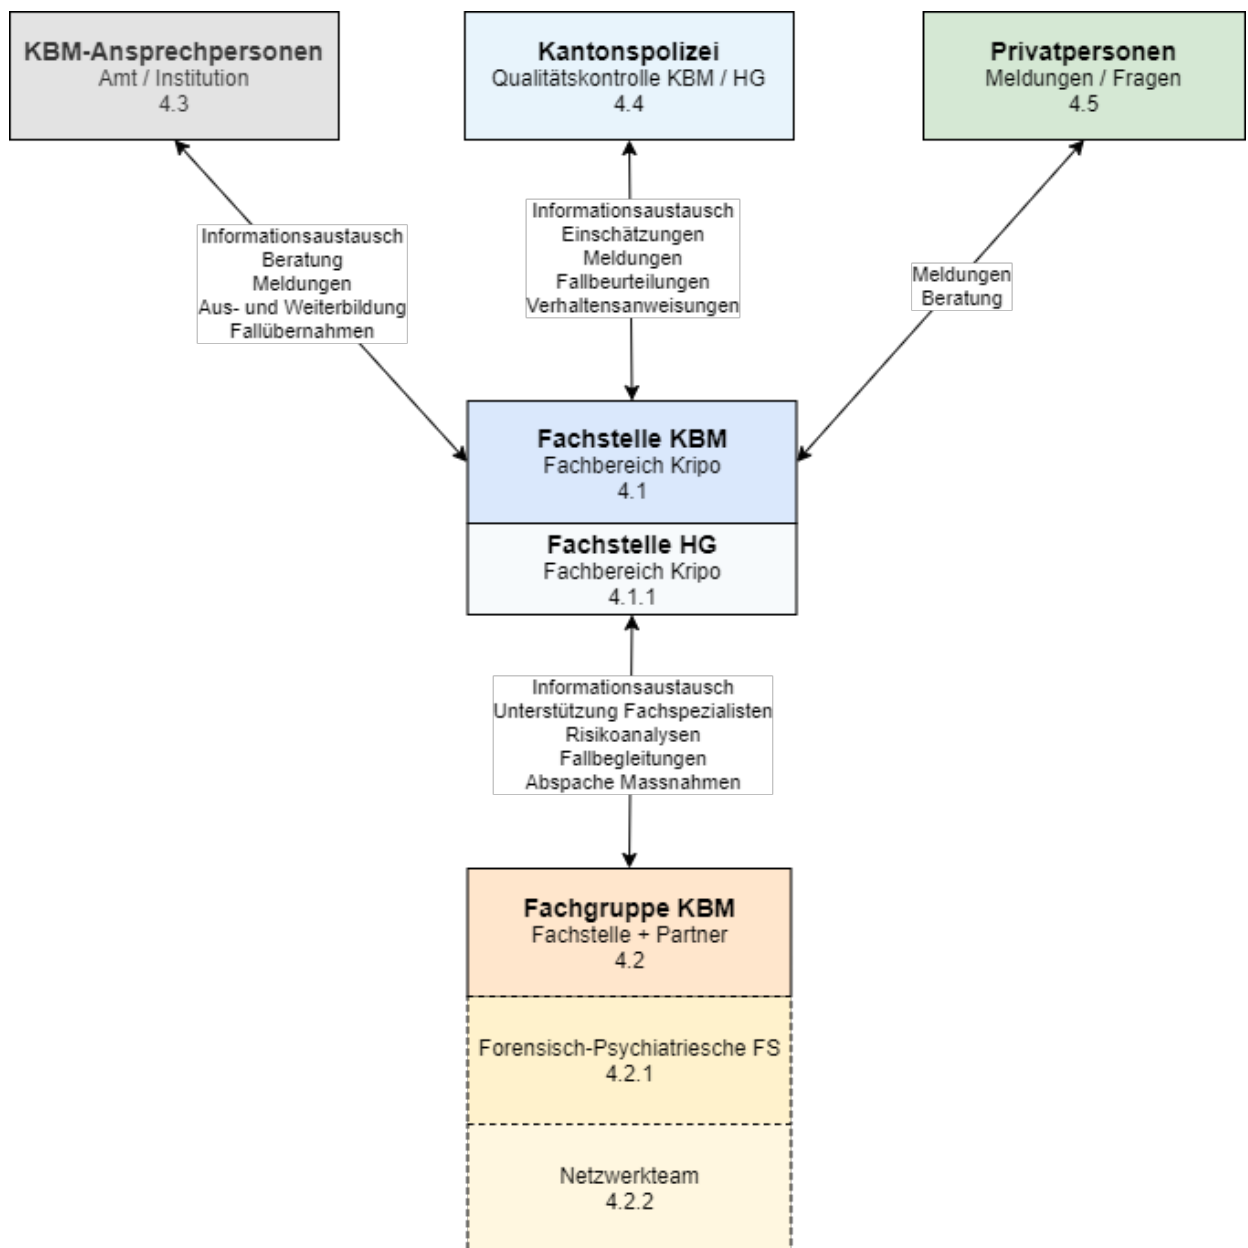 KBM-Ansprechpersonen
Amt / Institution
4.3
Kantonspolizei
Qualitätskontrolle KBM / HG
4.4
Privatpersonen
Meldungen / Fragen
4.5
Informationsaustausch
Beratung
Meldungen
Aus- und Weiterbildung
Fallübernahmen
Informationsaustausch
Einschätzungen
Meldungen
Fallbeurteilungen
Verhaltensanweisungen
Meldungen
Beratung
Fachstelle KBM
Fachbereich Kripo
4.1
Fachstelle HG
Fachbereich Kripo
4.1.1
Informationsaustausch
Unterstützung Fachspezialisten
Risikoanalysen
Fallbegleitungen
Abspache Massnahmen
Fachgruppe KBM
Fachstelle + Partner
4.2
Forensisch-Psychiatriesche FS
4.2.1
Netzwerkteam
4.2.2